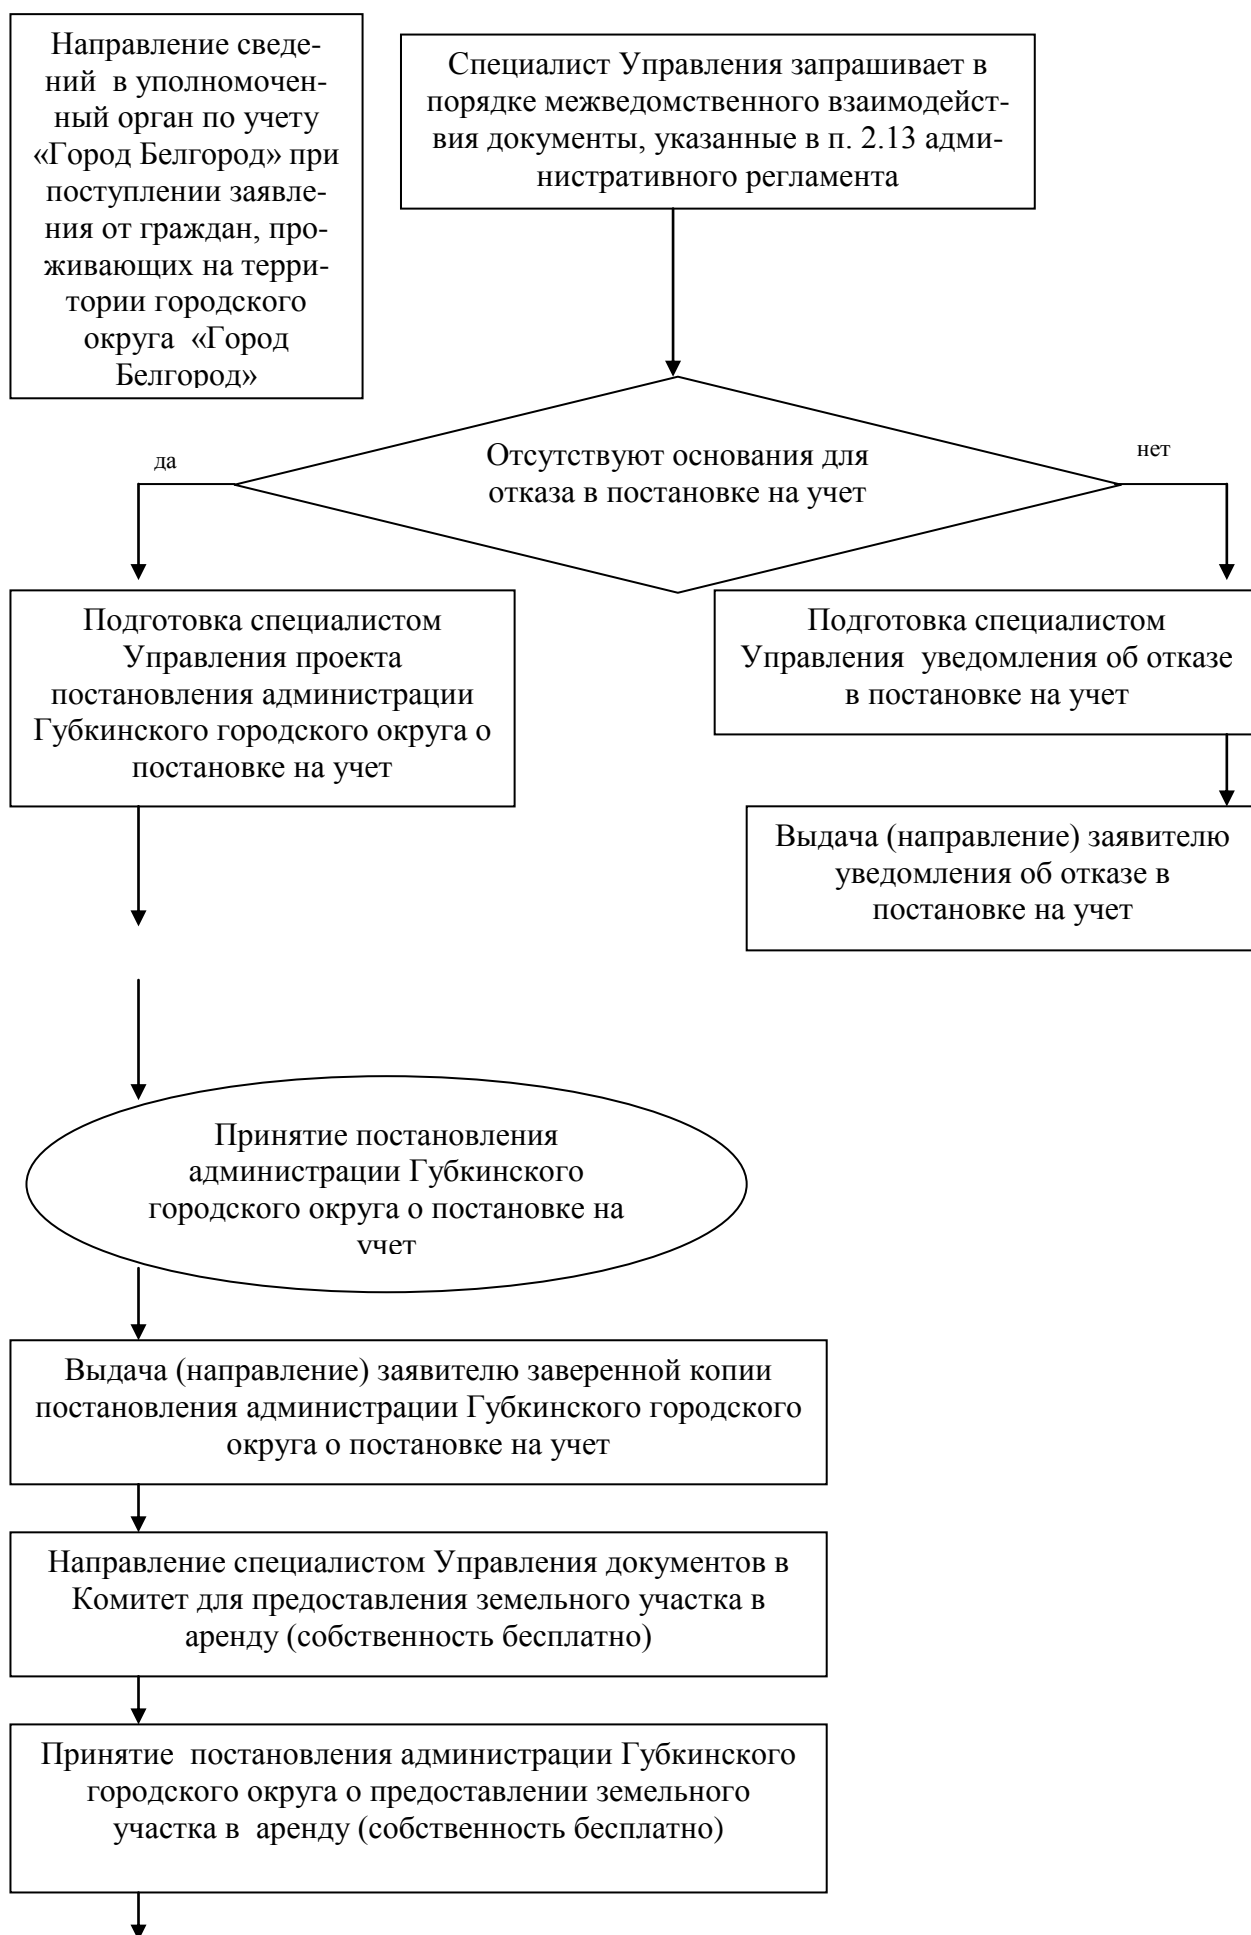 Направление сведе-
ний в уполномочен-
ный орган по учету
«Город Белгород» при
поступлении заявле-
ния от граждан, про-
живающих на терри-
тории городского
округа «Город
Белгород»
Специалист Управления запрашивает в
порядке межведомственного взаимодейст-
вия документы, указанные в п. 2.13 адми-
нистративного регламента
да
Отсутствуют основания для
отказа в постановке на учет
нет
Подготовка специалистом
Управления проекта
постановления администрации
Губкинского городского округа о
постановке на учет
Подготовка специалистом
Управления уведомления об отказе
в постановке на учет
Выдача (направление) заявителю
уведомления об отказе в
постановке на учет
Принятие постановления
администрации Губкинского
городского округа о постановке на
учет
Выдача (направление) заявителю заверенной копии
постановления администрации Губкинского городского
округа о постановке на учет
Направление специалистом Управления документов в
Комитет для предоставления земельного участка в
аренду (собственность бесплатно)
Принятие постановления администрации Губкинского
городского округа о предоставлении земельного
участка в аренду (собственность бесплатно)